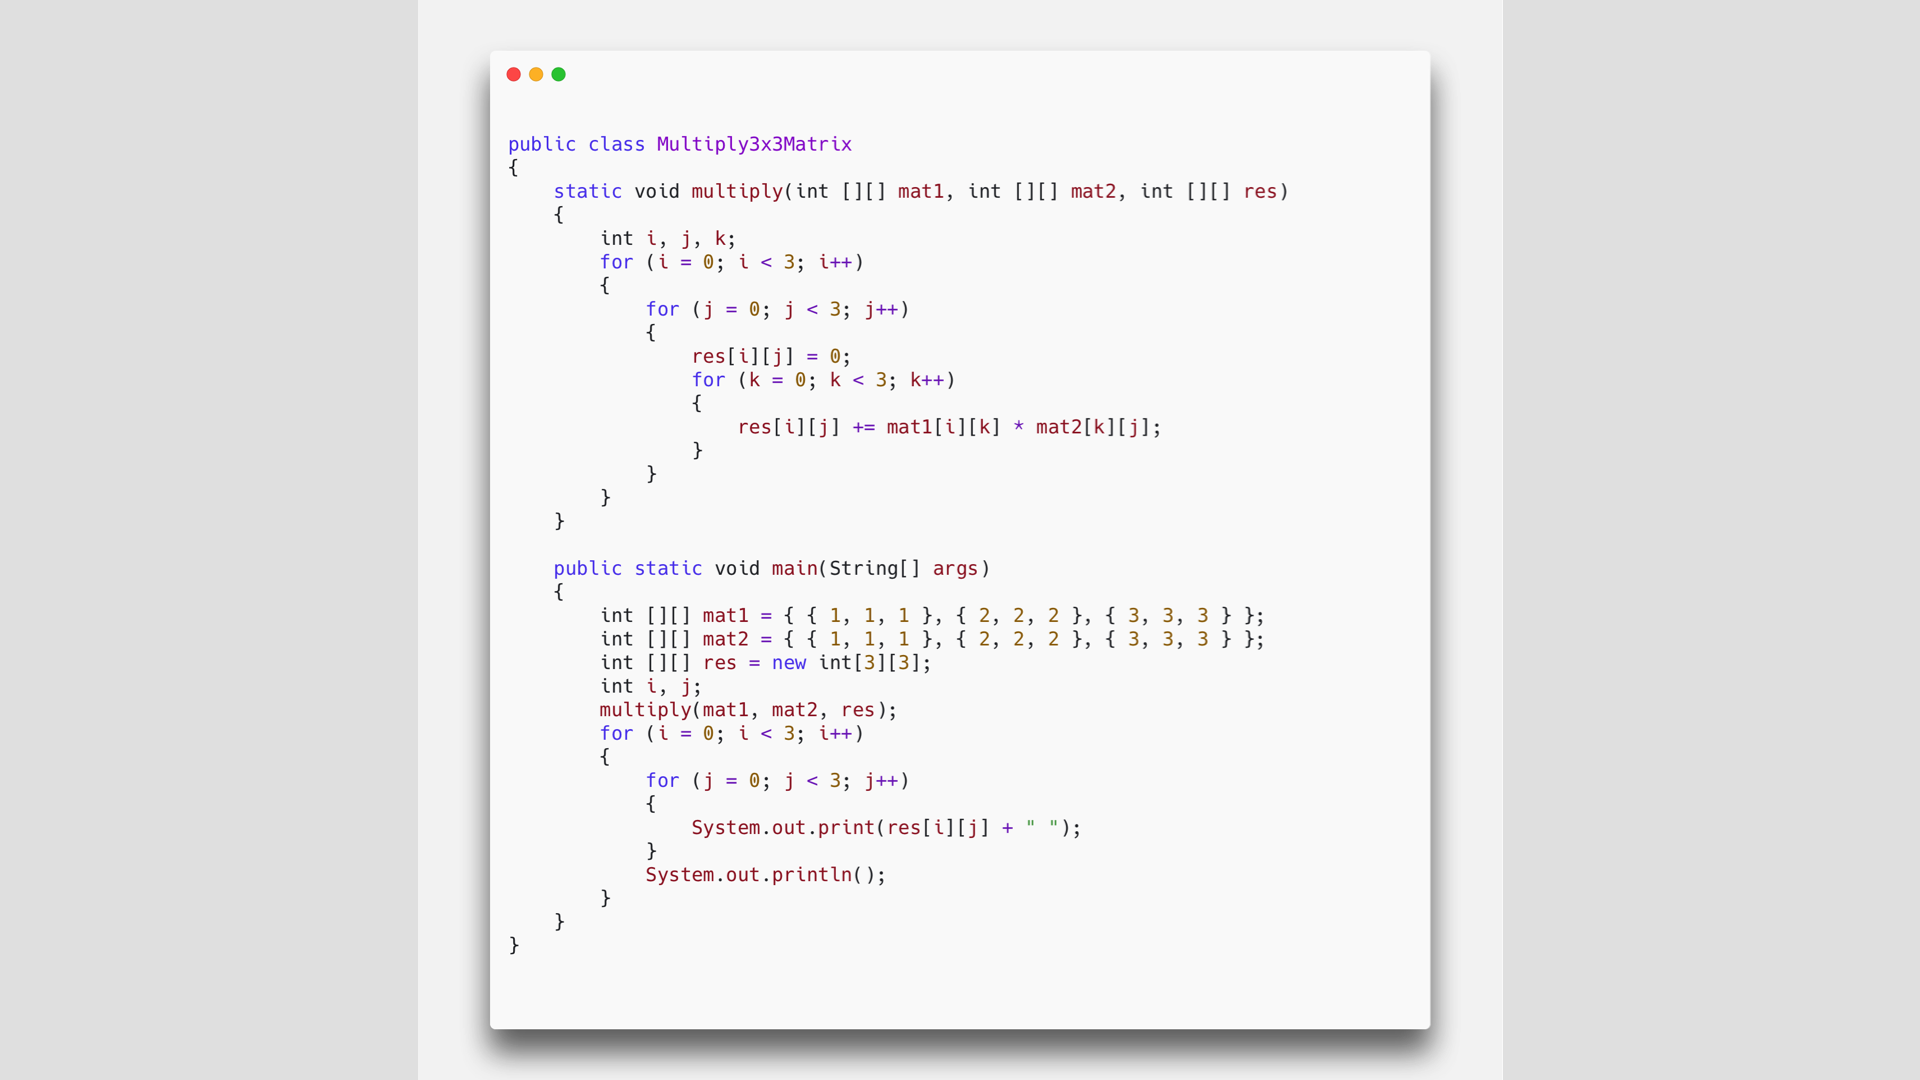 public class Multiply3x3Matrix
{
    static void multiply(int [][] mat1, int [][] mat2, int [][] res)
    {
        int i, j, k;
        for (i = 0; i < 3; i++)
        {
            for (j = 0; j < 3; j++)
            {
                res[i][j] = 0;
                for (k = 0; k < 3; k++)
                {
                    res[i][j] += mat1[i][k] * mat2[k][j];
                }
            }
        }
    }

    public static void main(String[] args)
    {
        int [][] mat1 = { { 1, 1, 1 }, { 2, 2, 2 }, { 3, 3, 3 } };
        int [][] mat2 = { { 1, 1, 1 }, { 2, 2, 2 }, { 3, 3, 3 } };
        int [][] res = new int[3][3];
        int i, j;
        multiply(mat1, mat2, res);
        for (i = 0; i < 3; i++)
        {
            for (j = 0; j < 3; j++)
            {
                System.out.print(res[i][j] + " ");
            }
            System.out.println();
        }
    }
}